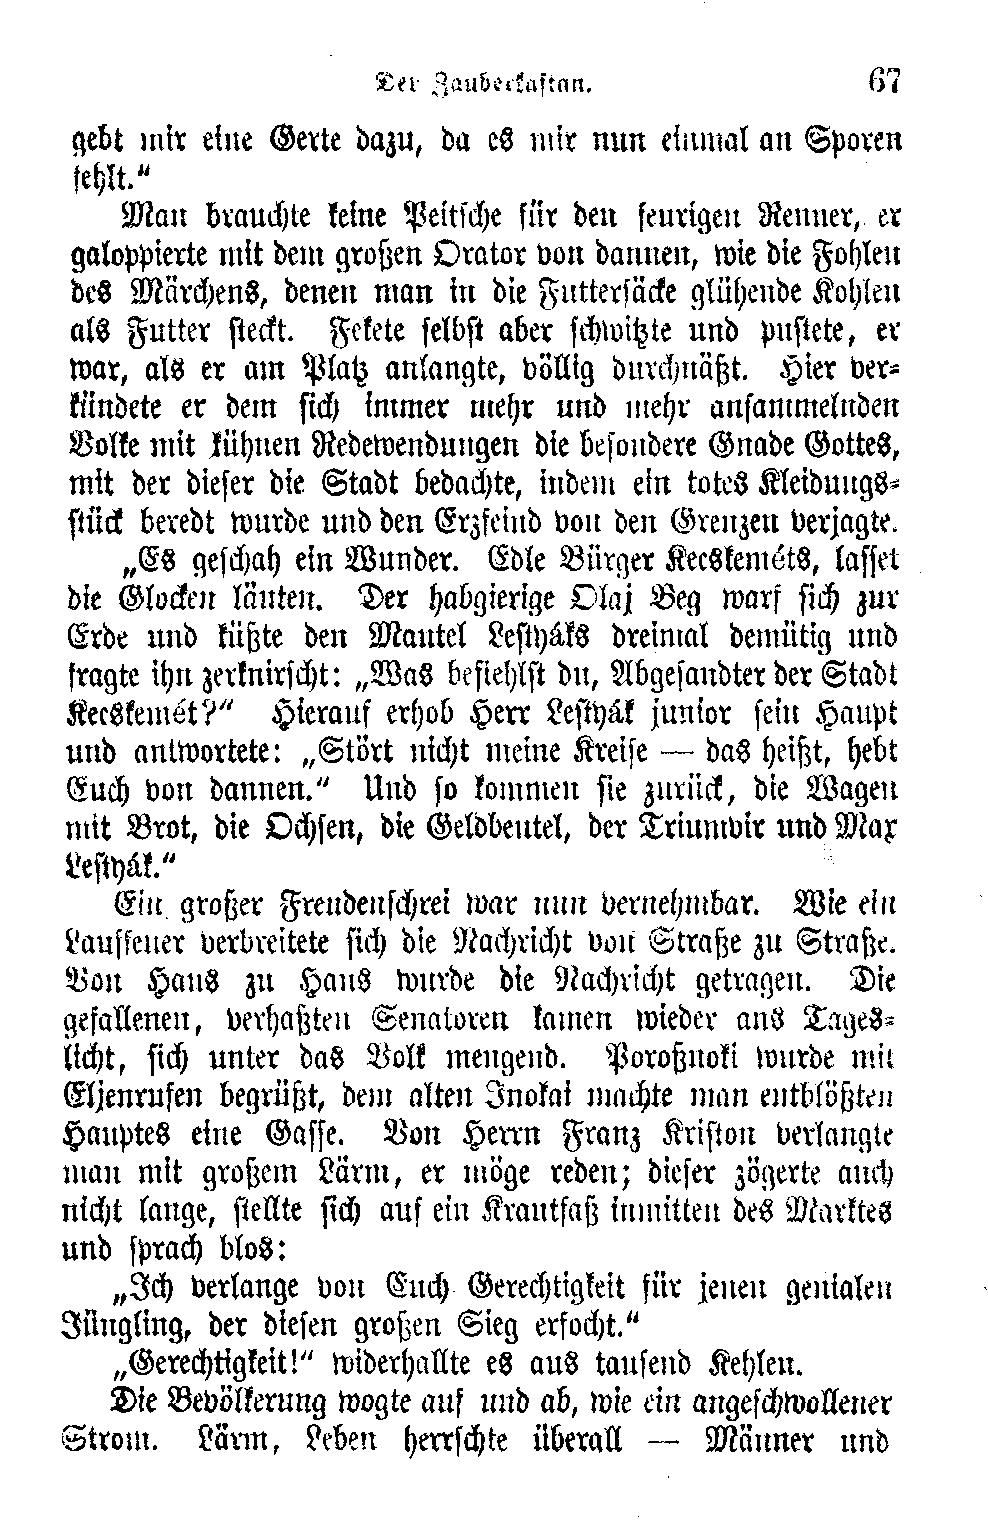 Der Zauberkaftan. 67
gebt mir eine Gerte dazu, da es mir nun einmal an Sporen
fehlt.“
Man brauchte keine Peitsche für den feurigen Renner, er
galoppierte mit dem großen Orator von dannen, wie die Fohlen
des Märchens, denen man in die Futtersäcke glühende Kohlen
als Futter steckt. Fekete selbst aber schwitzte und pustete, er
war, als er am Platz anlangte, völlig durchnäßt. Hier ver-
kündete er dem sich immer mehr und mehr ansammelnden
Volke mit kühnen Redewendungen die besondere Gnade Gottes,
mit der dieser die Stadt bedachte, indem ein totes Kleidungs-
stück beredt wurde und den Erzfeind von den Grenzen verjagte.
„Es geschah ein Wunder. Edle Bürger Kecskeméts, lasset
die Glocken läuten. Der habgierige Olaj Beg warf sich zur
Erde und küßte den Mantel Lestyáks dreimal demütig und
fragte ihn zerknirscht: „Was befiehlst du, Abgesandter der Stadt
Kecskemét?“ Hierauf erhob Herr Lestyák junior sein Haupt
und antwortete: „Stört nicht meine Kreise — das heißt, hebt
Euch von dannen.“ Und so kommen sie zurück, die Wagen
mit Brot, die Ochsen, die Geldbeutel, der Triumvir und Max
Lestyák.“
Ein großer Freudenschrei war nun vernehmbar. Wie ein
Lauffeuer verbreitete sich die Nachricht von Straße zu Straße.
Von Haus zu Haus wurde die Nachricht getragen. Die
gefallenen, verhaßten Senatoren kamen wieder ans Tages-
licht, sich unter das Volk mengend. Poroßnoki wurde mit
Eljenrufen begrüßt, dem alten Inokai machte man entblößten
Hauptes eine Gasse. Von Herrn Franz Kriston verlangte
man mit großem Lärm, er möge reden; dieser zögerte auch
nicht lange, stellte sich auf ein Krautfaß inmitten des Marktes
und sprach blos:
„Ich verlange von Euch Gerechtigkeit für jenen genialen
Jüngling, der diesen großen Sieg erfocht.“
„Gerechtigkeit!“ widerhallte es aus tausend Kehlen.
Die Bevölkerung wogte auf und ab, wie ein angeschwollener
Strom. Lärm, Leben herrschte überall — Männer und